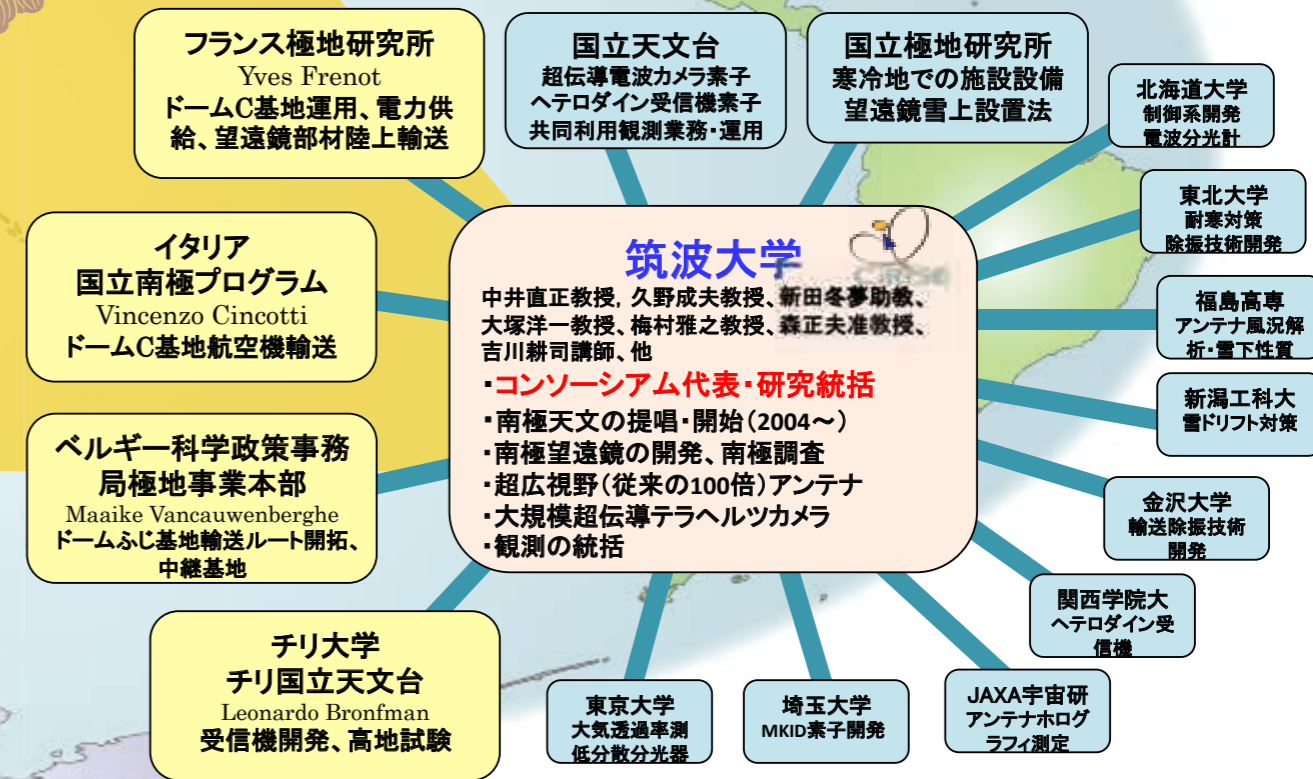 フランス極地研究所
Yves Frenot
ドームC基地運用、電力供
給、望遠鏡部材陸上輸送
国立天文台
超伝導電波カメラ素子
ヘテロダイン受信機素子
共同利用観測業務・運用
国立極地研究所
寒冷地での施設設備
望遠鏡雪上設置法
北海道大学
制御系開発
電波分光計
東北大学
耐寒対策
除振技術開発
イタリア
国立南極プログラム
Vincenzo Cincotti
ドームC基地航空機輸送
筑波大学
中井直正教授, 久野成夫教授、新田冬夢助教、
大塚洋一教授、梅村雅之教授、森正夫准教授、
吉川耕司講師、他
・コンソーシアム代表・研究統括
・南極天文の提唱・開始(2004～)
・南極望遠鏡の開発、南極調査
・超広視野(従来の100倍)アンテナ
・大規模超伝導テラヘルツカメラ
・観測の統括
福島高専
アンテナ風況解
析・雪下性質
新潟工科大
雪ドリフト対策
ベルギー科学政策事務
局極地事業本部
Maaike Vancauwenberghe
ドームふじ基地輸送ルート開拓、
中継基地
金沢大学
輸送除振技術
開発
関西学院大
ヘテロダイン受
信機
チリ大学
チリ国立天文台
Leonardo Bronfman
受信機開発、高地試験
東京大学
大気透過率測
低分散分光器
埼玉大学
MKID素子開発
JAXA宇宙研
アンテナホログ
ラフィ測定